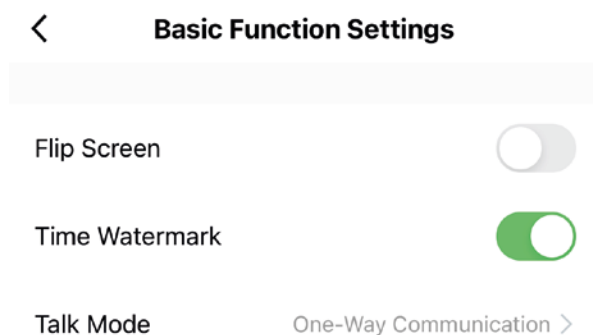 Basic Function Settings
Flip Screen
Time Watermark
Talk Mode One-Way Communication